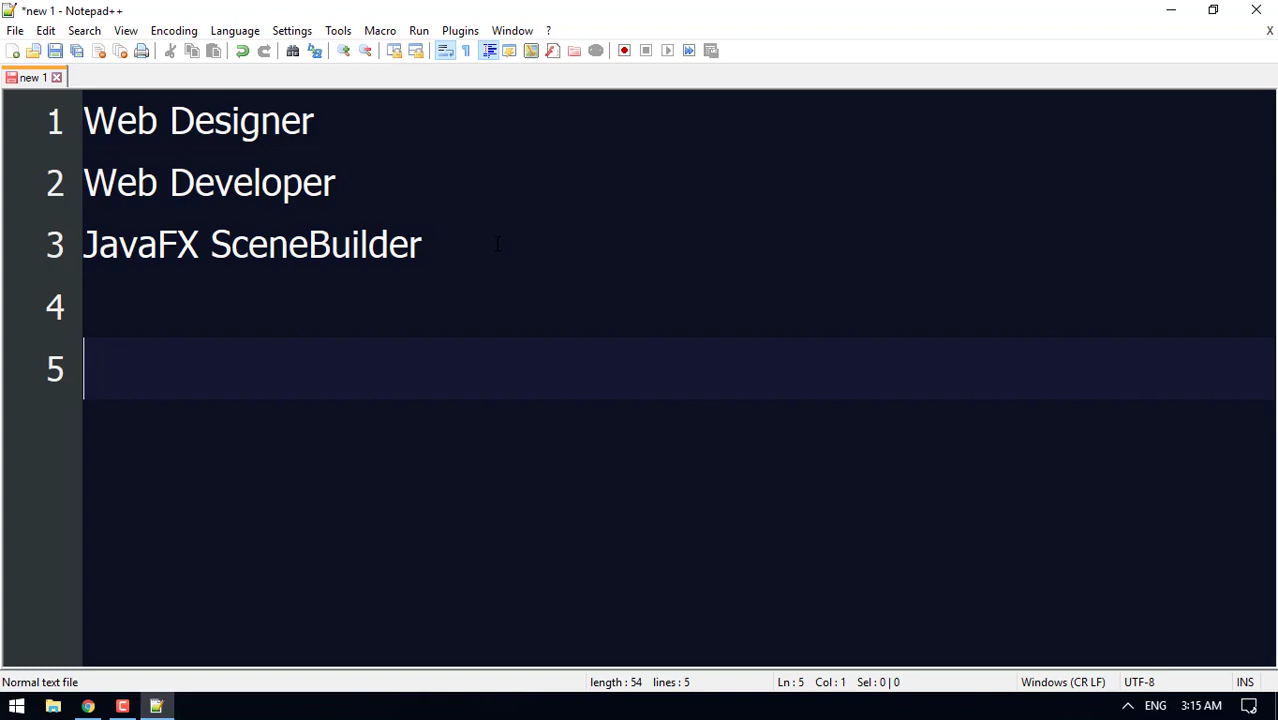 *new 1 - Notepad++
File Edit Search View Encoding Language Settings Tools Macro Run Plugins Window ? X
new 1
1 Web Designer
2 Web Developer
3 JavaFX SceneBuilder
4
5
Normal text file length : 54 lines : 5 Ln : 5 Col : 1 Sel : 0 | 0 Windows (CR LF) UTF-8 INS
ENG 3:15 AM